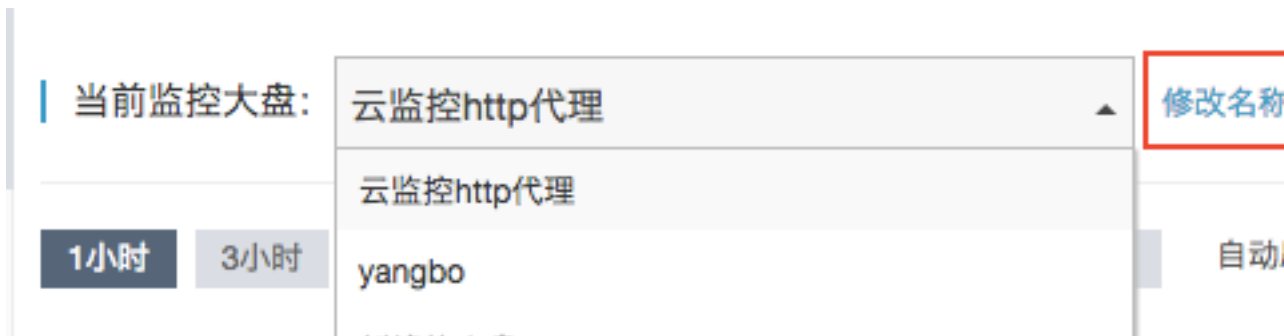 当前监控大盘：
云监控http代理
修改名称
云监控http代理
1小时
3小时
自动
yangbo